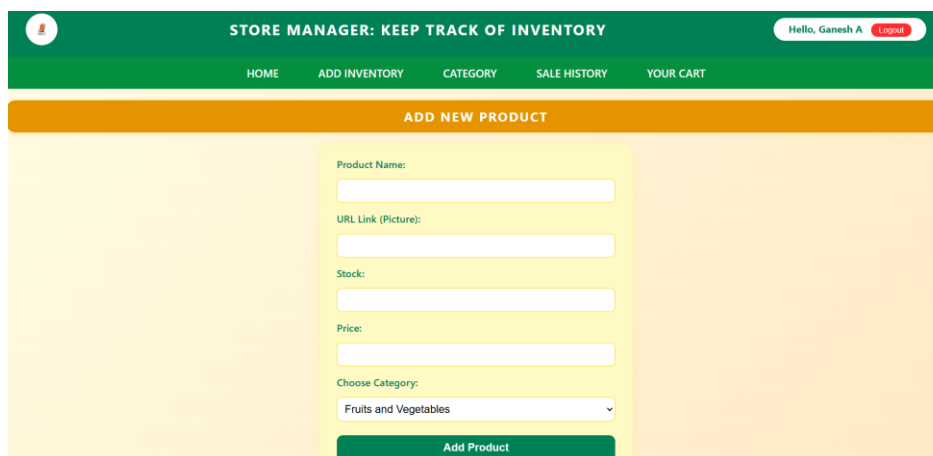 STORE MANAGER: KEEP TRACK OF INVENTORY
Hello, Ganesh A Logout
HOME ADD INVENTORY CATEGORY SALE HISTORY YOUR CART
ADD NEW PRODUCT
Product Name:
URL Link (Picture):
Stock:
Price:
Choose Category:
Fruits and Vegetables
Add Product